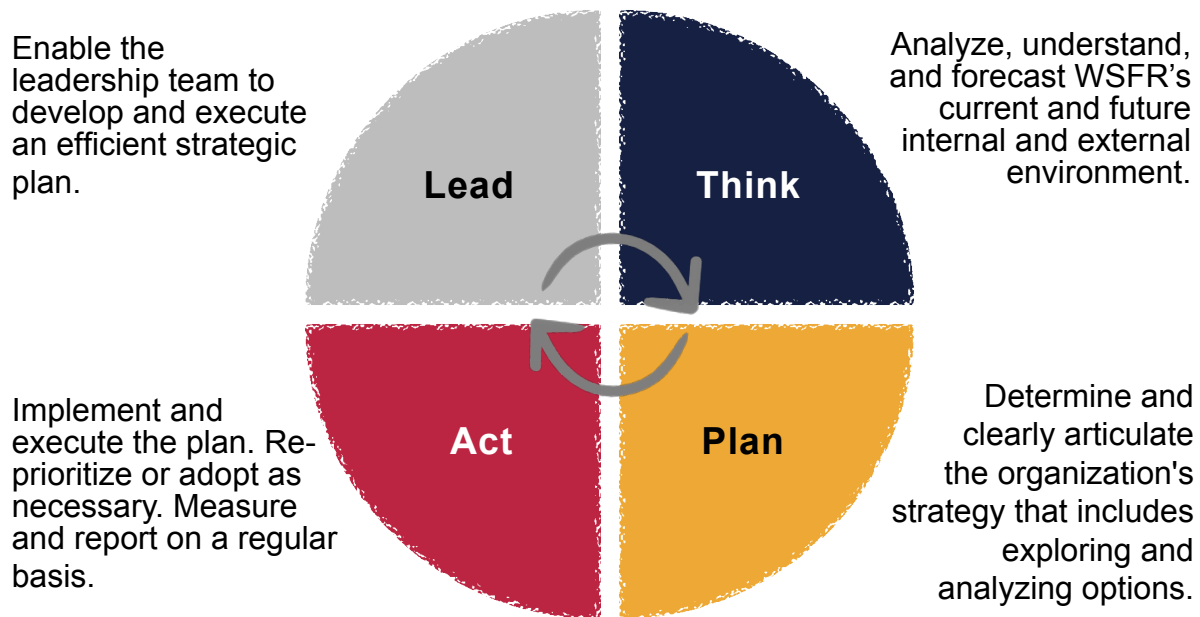 Enable the
leadership team to
develop and execute
an efficient strategic
plan.
Lead
Think
Analyze, understand,
and forecast WSFR’s
current and future
internal and external
environment.
Implement and
execute the plan. Re-
prioritize or adopt as
necessary. Measure
and report on a regular
basis.
Act
Plan
Determine and
clearly articulate
the organization's
strategy that includes
exploring and
analyzing options.